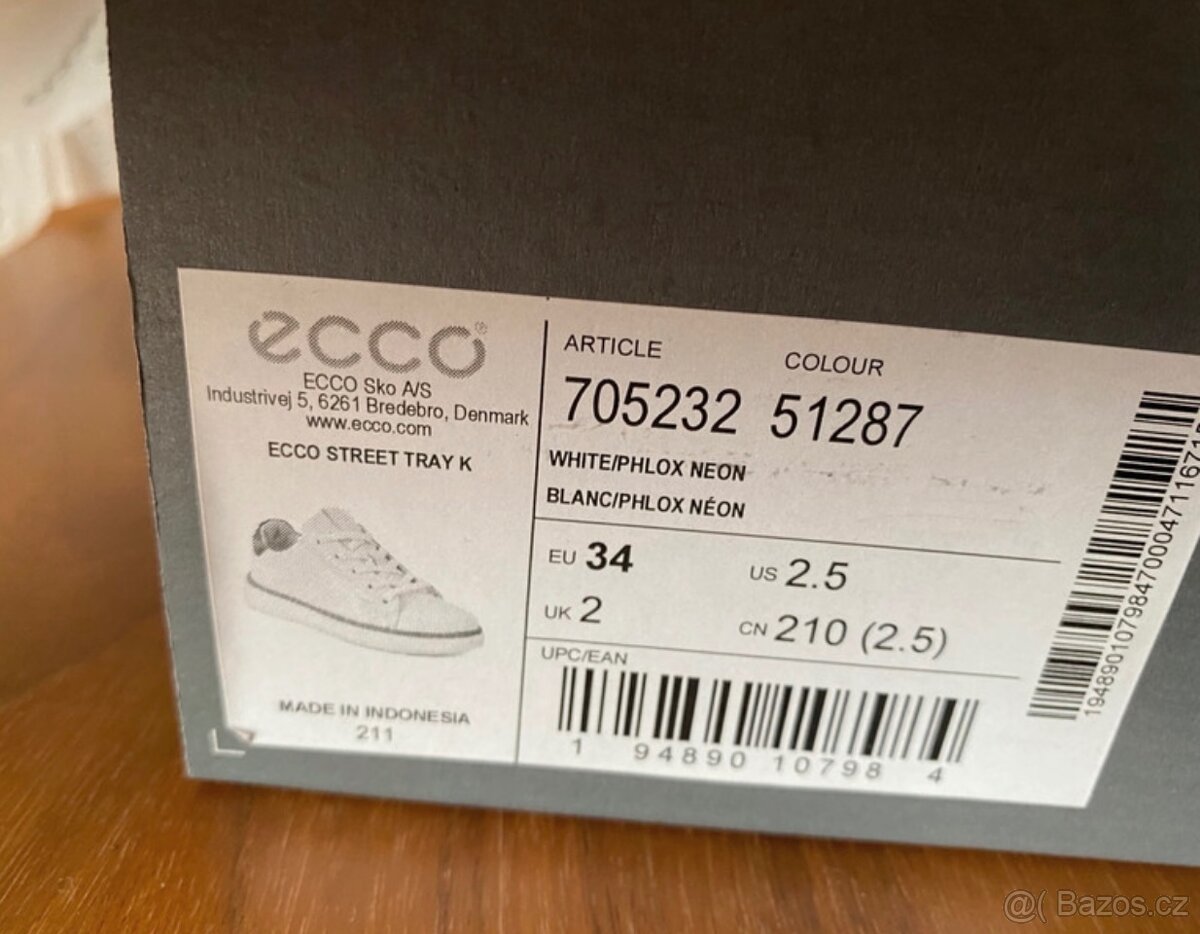 ecco®
ECCO Sko A/S
Industrivej 5, 6261 Bredebro, Denmark
www.ecco.com
ECCO STREET TRAY K
MADE IN INDONESIA
211
ARTICLE COLOUR
705232 51287
WHITE/PHLOX NEON
BLANC/PHLOX NÉON
EU 34 US 2.5
UK 2 CN 210 (2.5)
UPC/EAN
1 94890 10798 4
@( Bazos.cz